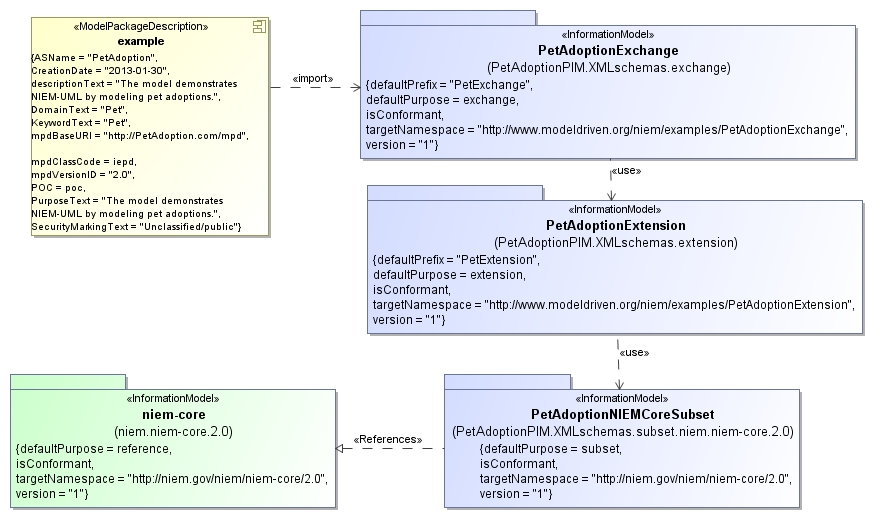 «ModelPackageDescription»
example
{ASName = "PetAdoption",
CreationDate = "2013-01-30",
descriptionText = "The model demonstrates
NIEM-UML by modeling pet adoptions.",
DomainText = "Pet",
KeywordText = "Pet",
mpdBaseURI = "http://PetAdoption.com/mpd",
mpdClassCode = iepd,
mpdVersionID = "2.0",
POC = poc,
PurposeText = "The model demonstrates
NIEM-UML by modeling pet adoptions.",
SecurityMarkingText = "Unclassified/public"}
«import»
«InformationModel»
PetAdoptionExchange
(PetAdoptionPIM.XMLschemas.exchange)
{defaultPrefix = "PetExchange",
defaultPurpose = exchange,
isConformant,
targetNamespace = "http://www.modeldriven.org/niem/examples/PetAdoptionExchange",
version = "1"}
«use»
«InformationModel»
PetAdoptionExtension
(PetAdoptionPIM.XMLschemas.extension)
{defaultPrefix = "PetExtension",
defaultPurpose = extension,
isConformant,
targetNamespace = "http://www.modeldriven.org/niem/examples/PetAdoptionExtension",
version = "1"}
«use»
«InformationModel»
PetAdoptionNIEMCoreSubset
(PetAdoptionPIM.XMLschemas.subset.niem.niem-core.2.0)
{defaultPurpose = subset,
isConformant,
targetNamespace = "http://niem.gov/niem/niem-core/2.0",
version = "1"}
«References»
«InformationModel»
niem-core
(niem.niem-core.2.0)
{defaultPurpose = reference,
isConformant,
targetNamespace = "http://niem.gov/niem/niem-core/2.0",
version = "1"}